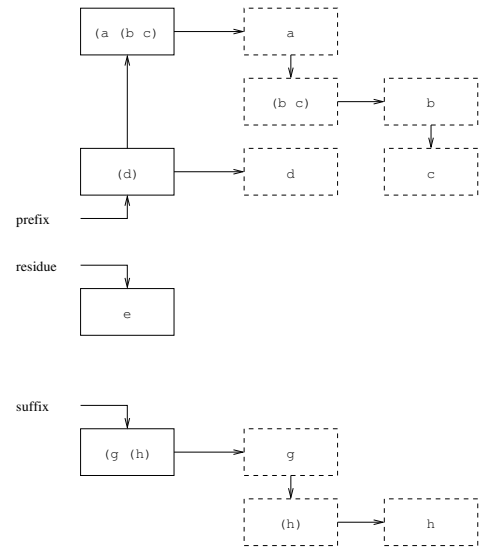 (a (b c) a
(b c) b
(d) d c
prefix
residue
e
suffix
(g (h) g
(h) h